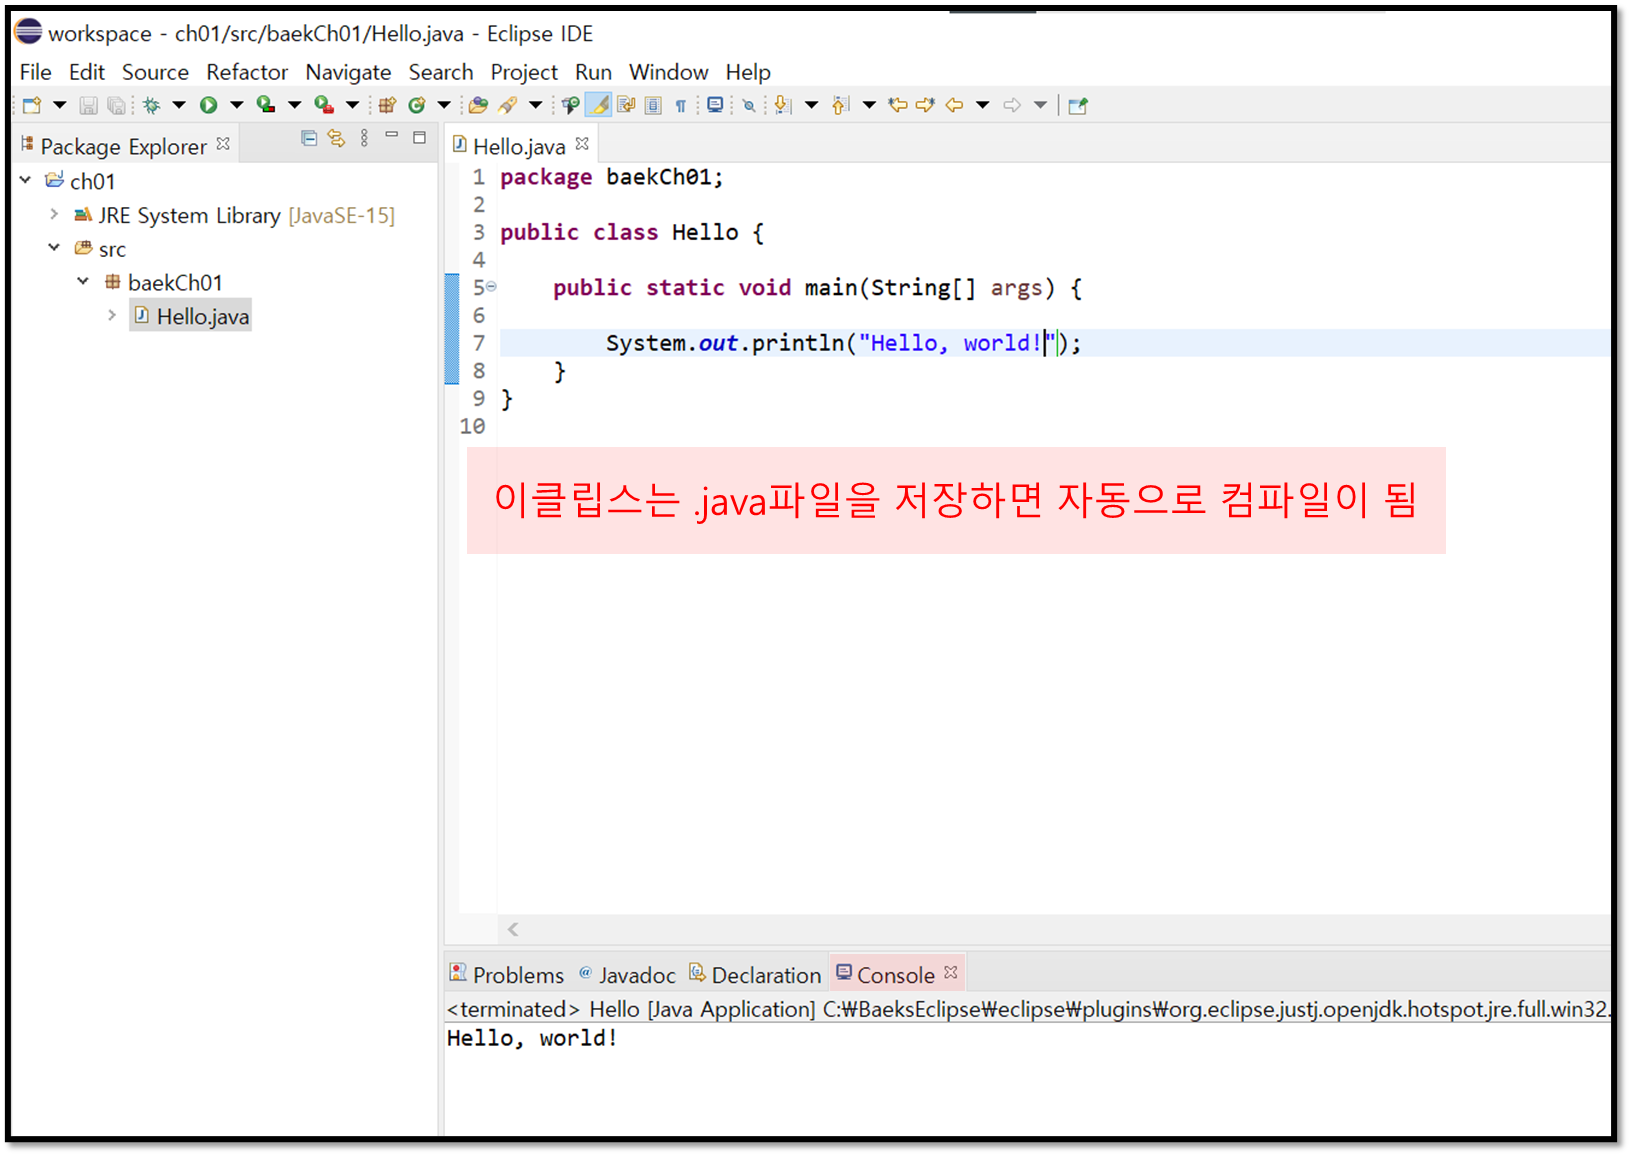 workspace - ch01/src/baekCh01/Hello.java - Eclipse IDE
File Edit Source Refactor Navigate Search Project Run Window Help
Package Explorer
ch01
JRE System Library [JavaSE-15]
src
baekCh01
Hello.java
Hello.java
1 package baekCh01;
2
3 public class Hello {
4
5 public static void main(String[] args) {
6
7 System.out.println("Hello, world!");
8 }
9 }
10
이클립스는 .java파일을 저장하면 자동으로 컴파일이 됨
Problems @ Javadoc Declaration Console
<terminated> Hello [Java Application] C:₩BaeksEclipse₩eclipse₩plugins₩org.eclipse.justj.openjdk.hotspot.jre.full.win32.
Hello, world!